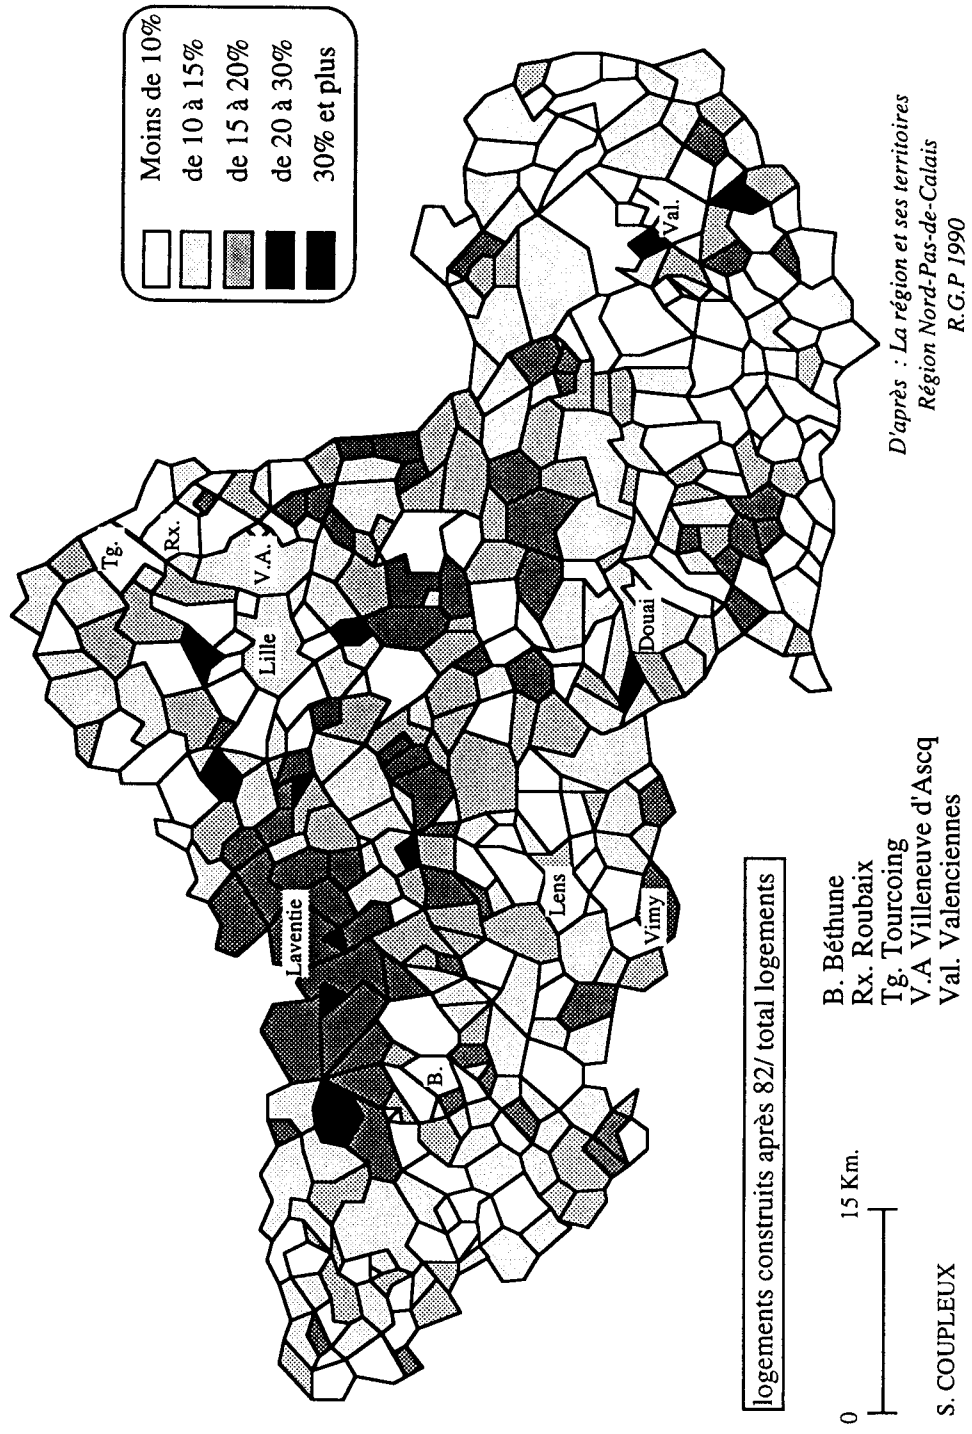 Moins de 10%
de 10 à 15%
de 15 à 20%
de 20 à 30%
30% et plus
Tg.
Rx.
V.A.
Lille
Laventie
B.
Lens
Vimy
Douai
Val.
logements construits après 82/ total logements
0 15 Km.
S. COUPLEUX
B. Béthune
Rx. Roubaix
Tg. Tourcoing
V.A Villeneuve d'Ascq
Val. Valenciennes
D'après : La région et ses territoires
Région Nord-Pas-de-Calais
R.G.P 1990